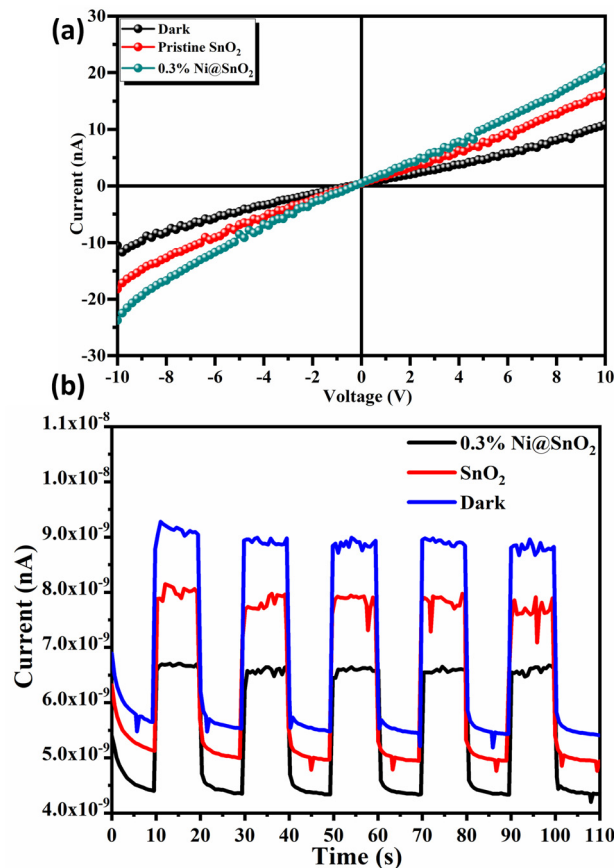 (a)
Dark
Pristine SnO₂
0.3% Ni@SnO₂
Current (nA)
30
20
10
0
-10
-20
-30
-10 -8 -6 -4 -2 0 2 4 6 8 10
Voltage (V)
(b)
0.3% Ni@SnO₂
SnO₂
Dark
Current (nA)
1.1x10⁻⁸
1.0x10⁻⁸
9.0x10⁻⁹
8.0x10⁻⁹
7.0x10⁻⁹
6.0x10⁻⁹
5.0x10⁻⁹
4.0x10⁻⁹
0 10 20 30 40 50 60 70 80 90 100 110
Time (s)